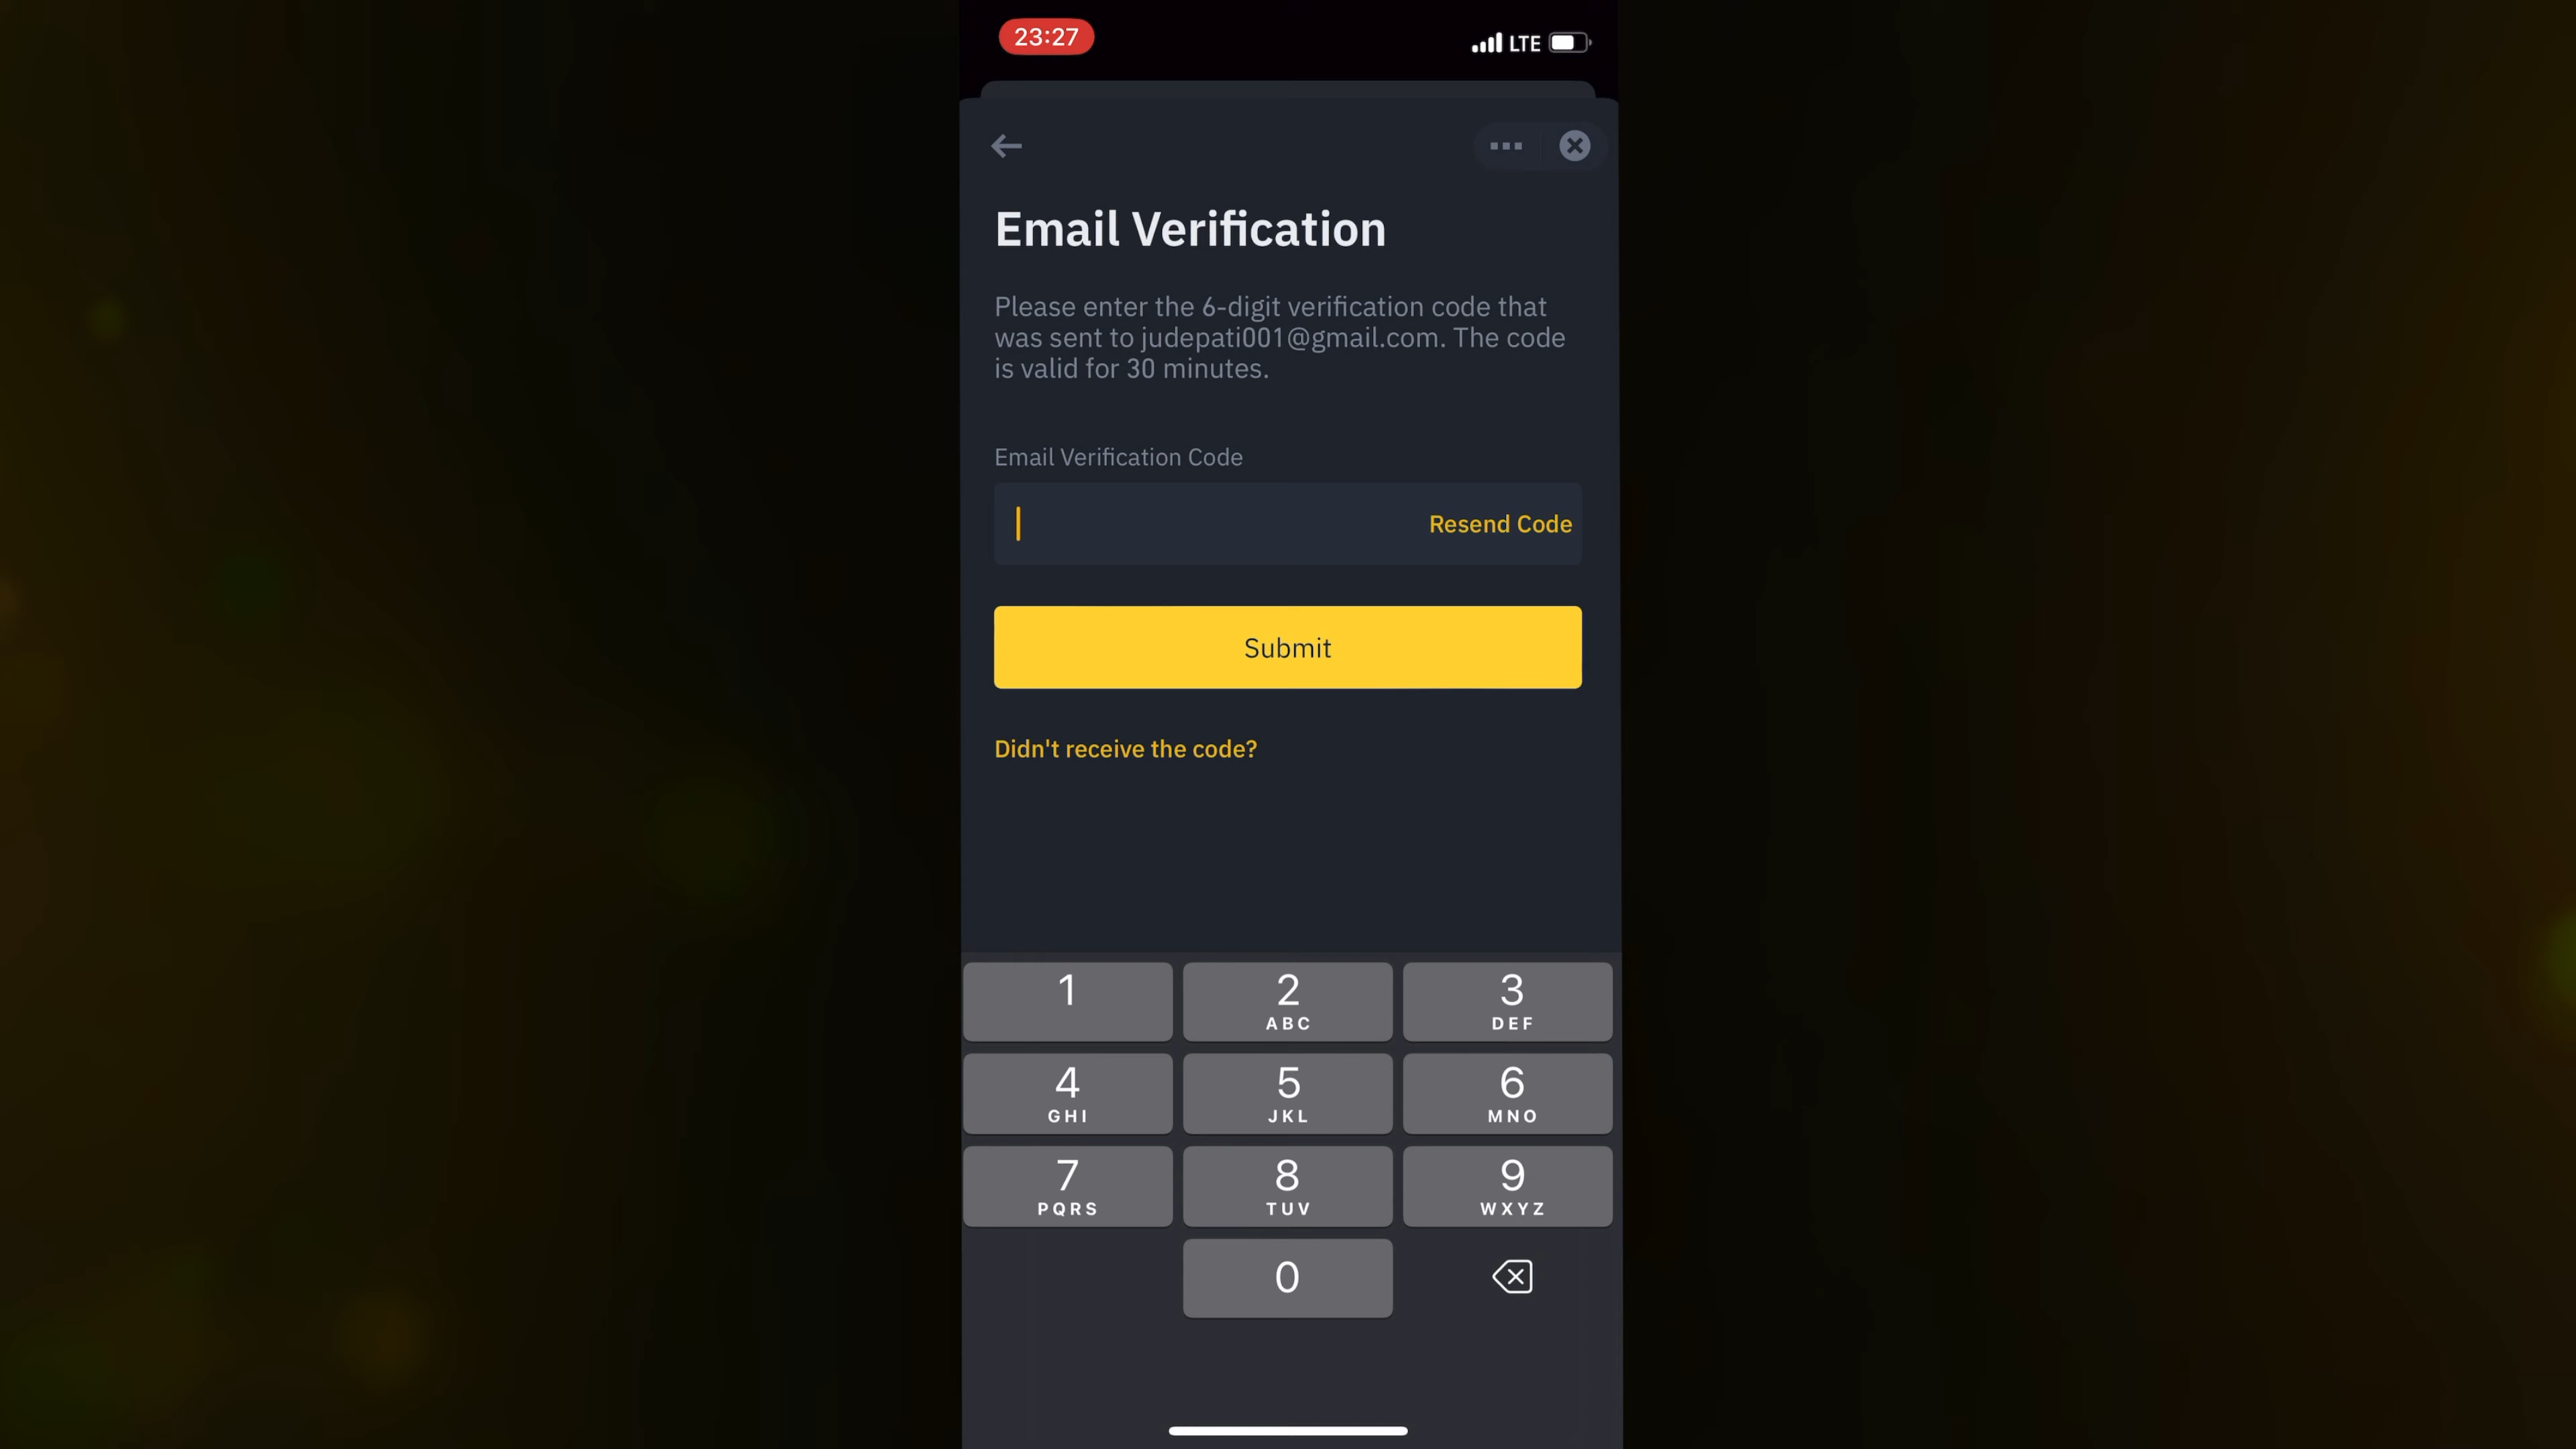 23:27
LTE
Email Verification
Please enter the 6-digit verification code that
was sent to judepati001@gmail.com. The code
is valid for 30 minutes.
Email Verification Code
Resend Code
Submit
Didn't receive the code?
1
2
ABC
3
DEF
4
GHI
5
JKL
6
MNO
7
PQRS
8
TUV
9
WXYZ
0